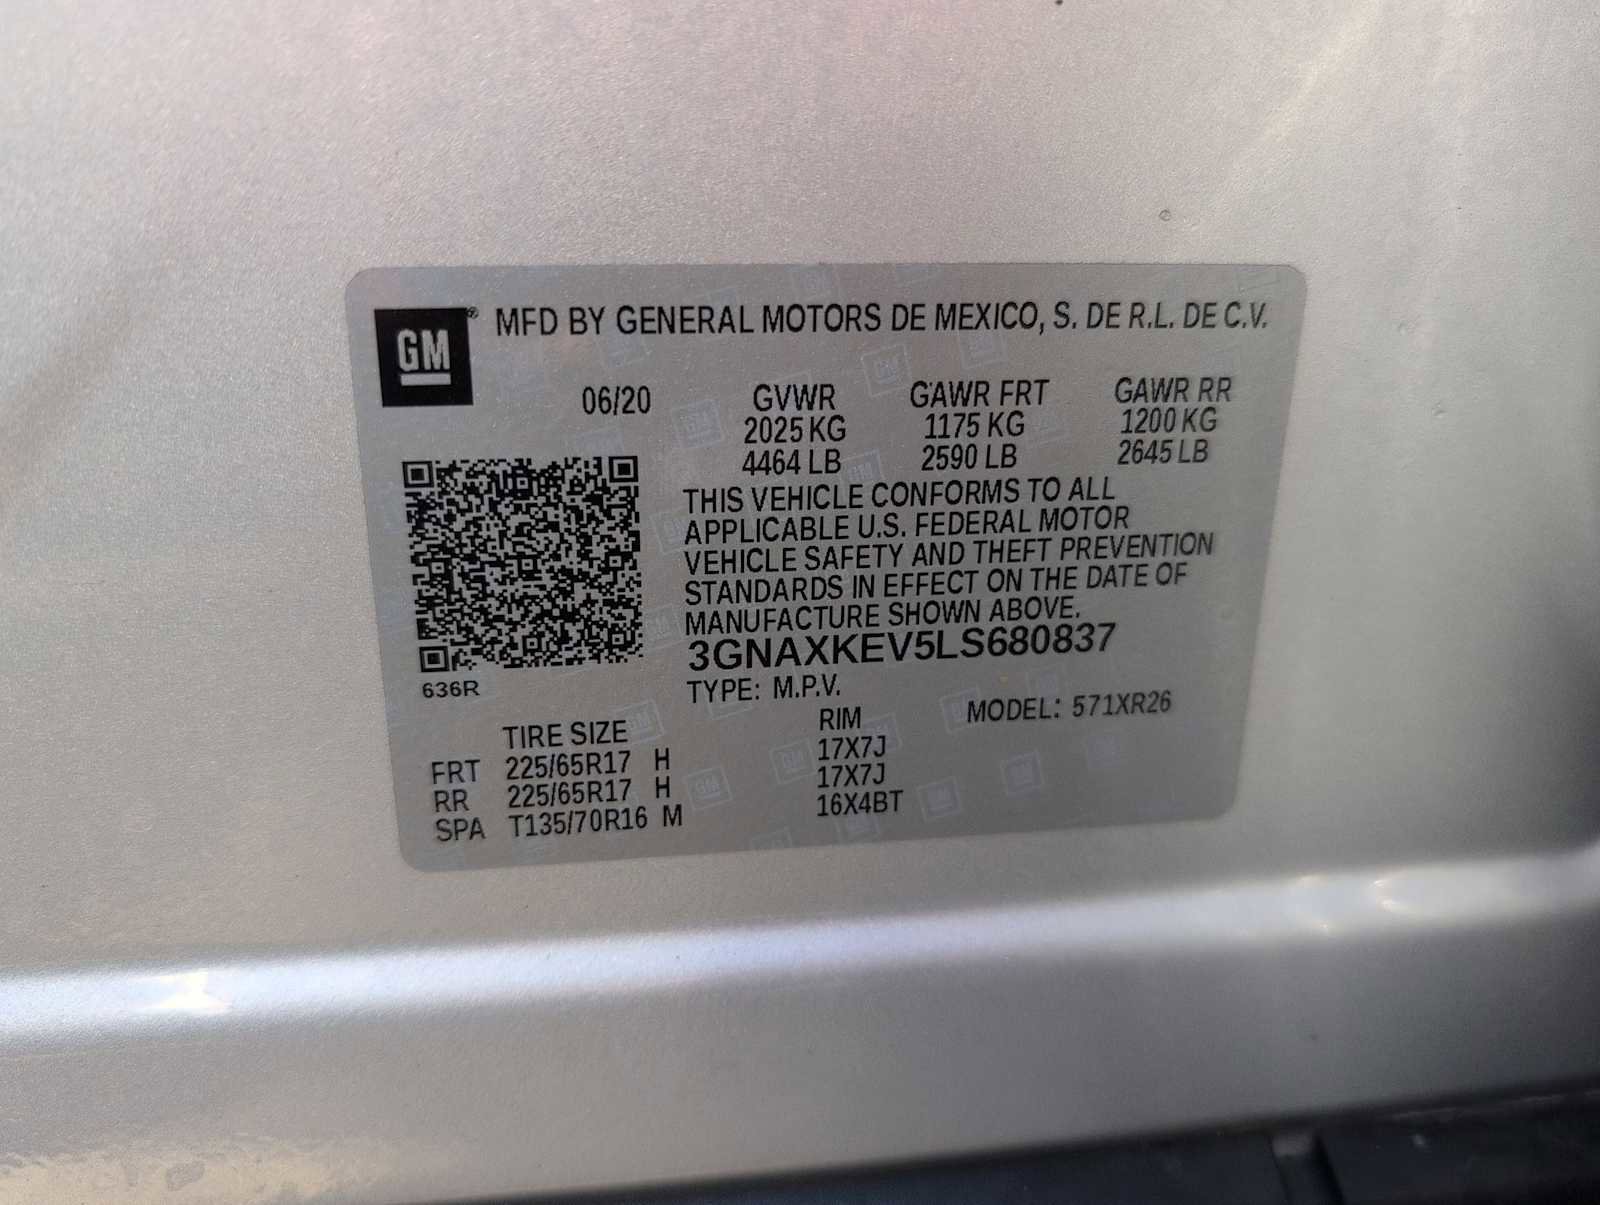 GM® MFD BY GENERAL MOTORS DE MEXICO, S. DE R.L. DE C.V.
06/20 GVWR GAWR FRT GAWR RR
2025 KG 1175 KG 1200 KG
4464 LB 2590 LB 2645 LB
THIS VEHICLE CONFORMS TO ALL
APPLICABLE U.S. FEDERAL MOTOR
VEHICLE SAFETY AND THEFT PREVENTION
STANDARDS IN EFFECT ON THE DATE OF
MANUFACTURE SHOWN ABOVE.
3GNAXKEV5LS680837
636R
TYPE: M.P.V.
MODEL: 571XR26
TIRE SIZE RIM
FRT 225/65R17 H 17X7J
RR 225/65R17 H 17X7J
SPA T135/70R16 M 16X4BT